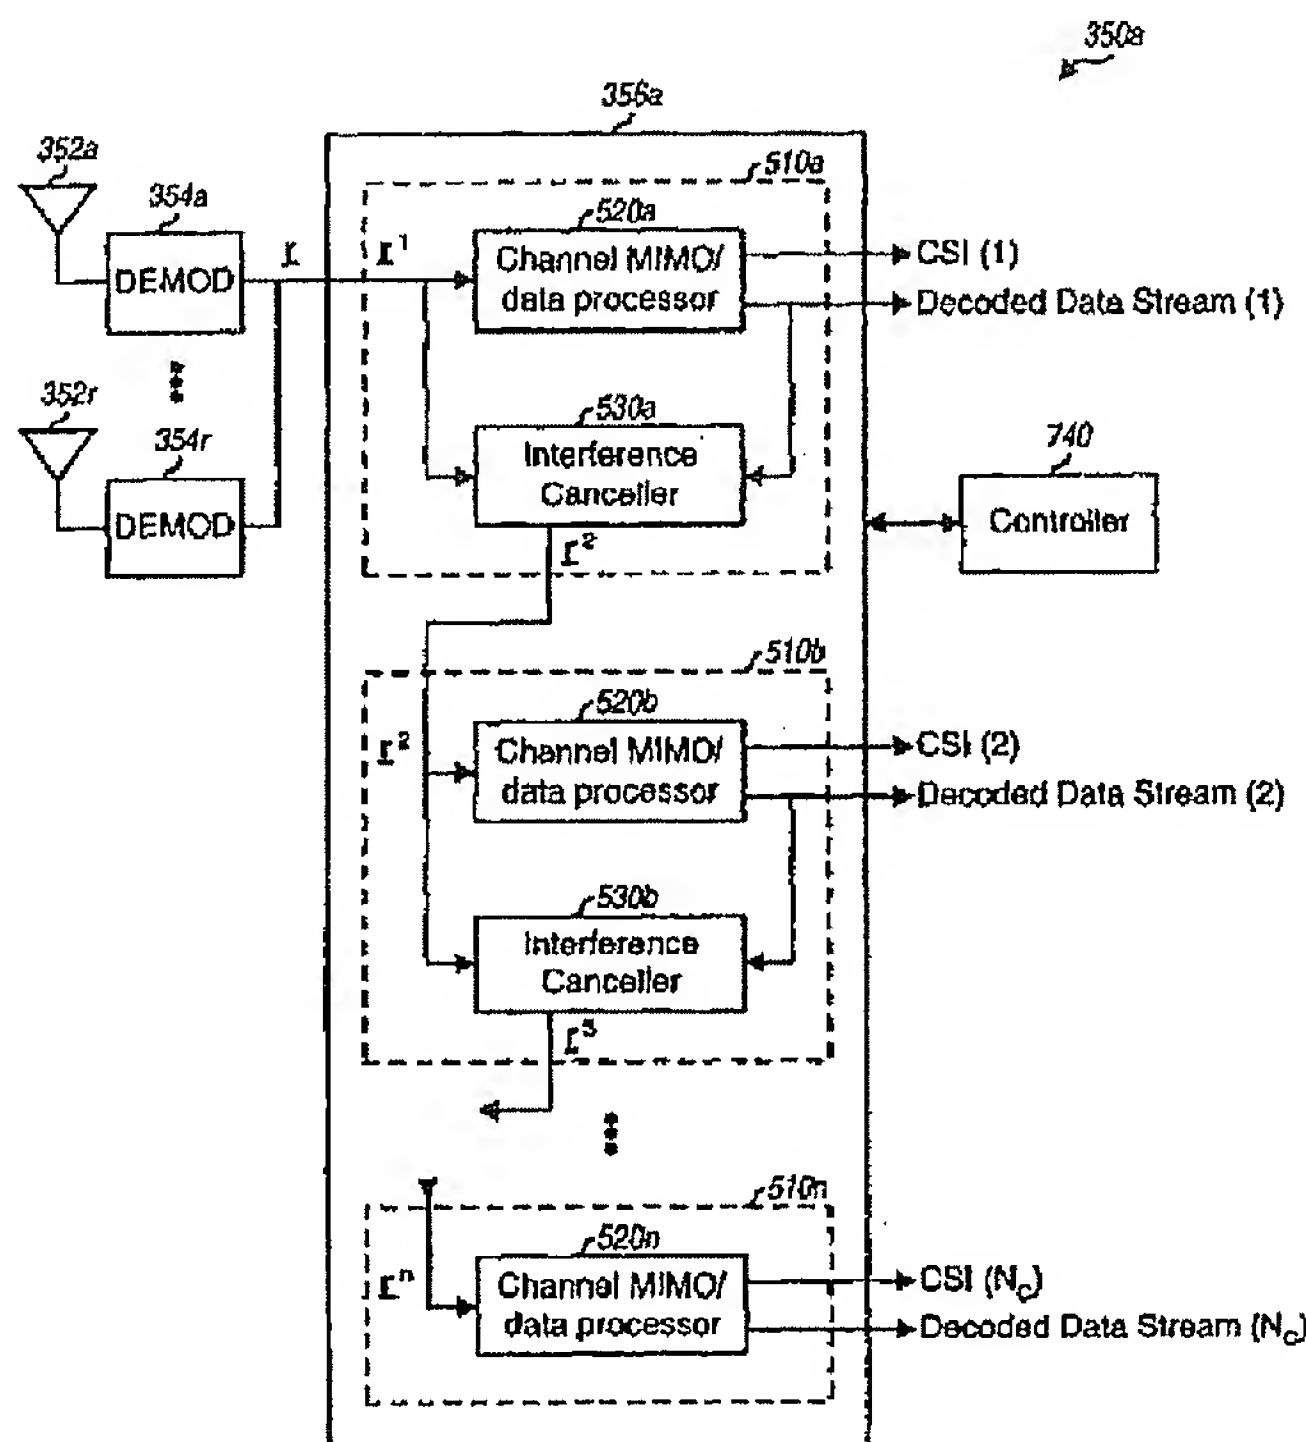 350a
356a
352a
354a
DEMOD
r
510a
r¹
520a
Channel MIMO/
data processor
CSI (1)
Decoded Data Stream (1)
352r
354r
DEMOD
530a
Interference
Canceller
r²
740
Controller
510b
r²
520b
Channel MIMO/
data processor
CSI (2)
Decoded Data Stream (2)
530b
Interference
Canceller
r³
510n
rⁿ
520n
Channel MIMO/
data processor
CSI (N_C)
Decoded Data Stream (N_C)